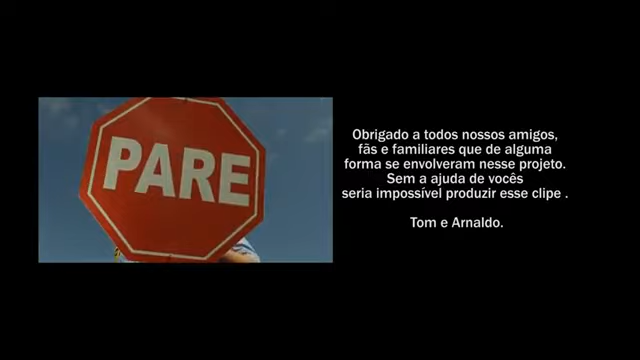 PARE
Obrigado a todos nossos amigos,
fãs e familiares que de alguma
forma se envolveram nesse projeto.
Sem a ajuda de vocês
seria impossível produzir esse clipe .
Tom e Arnaldo.